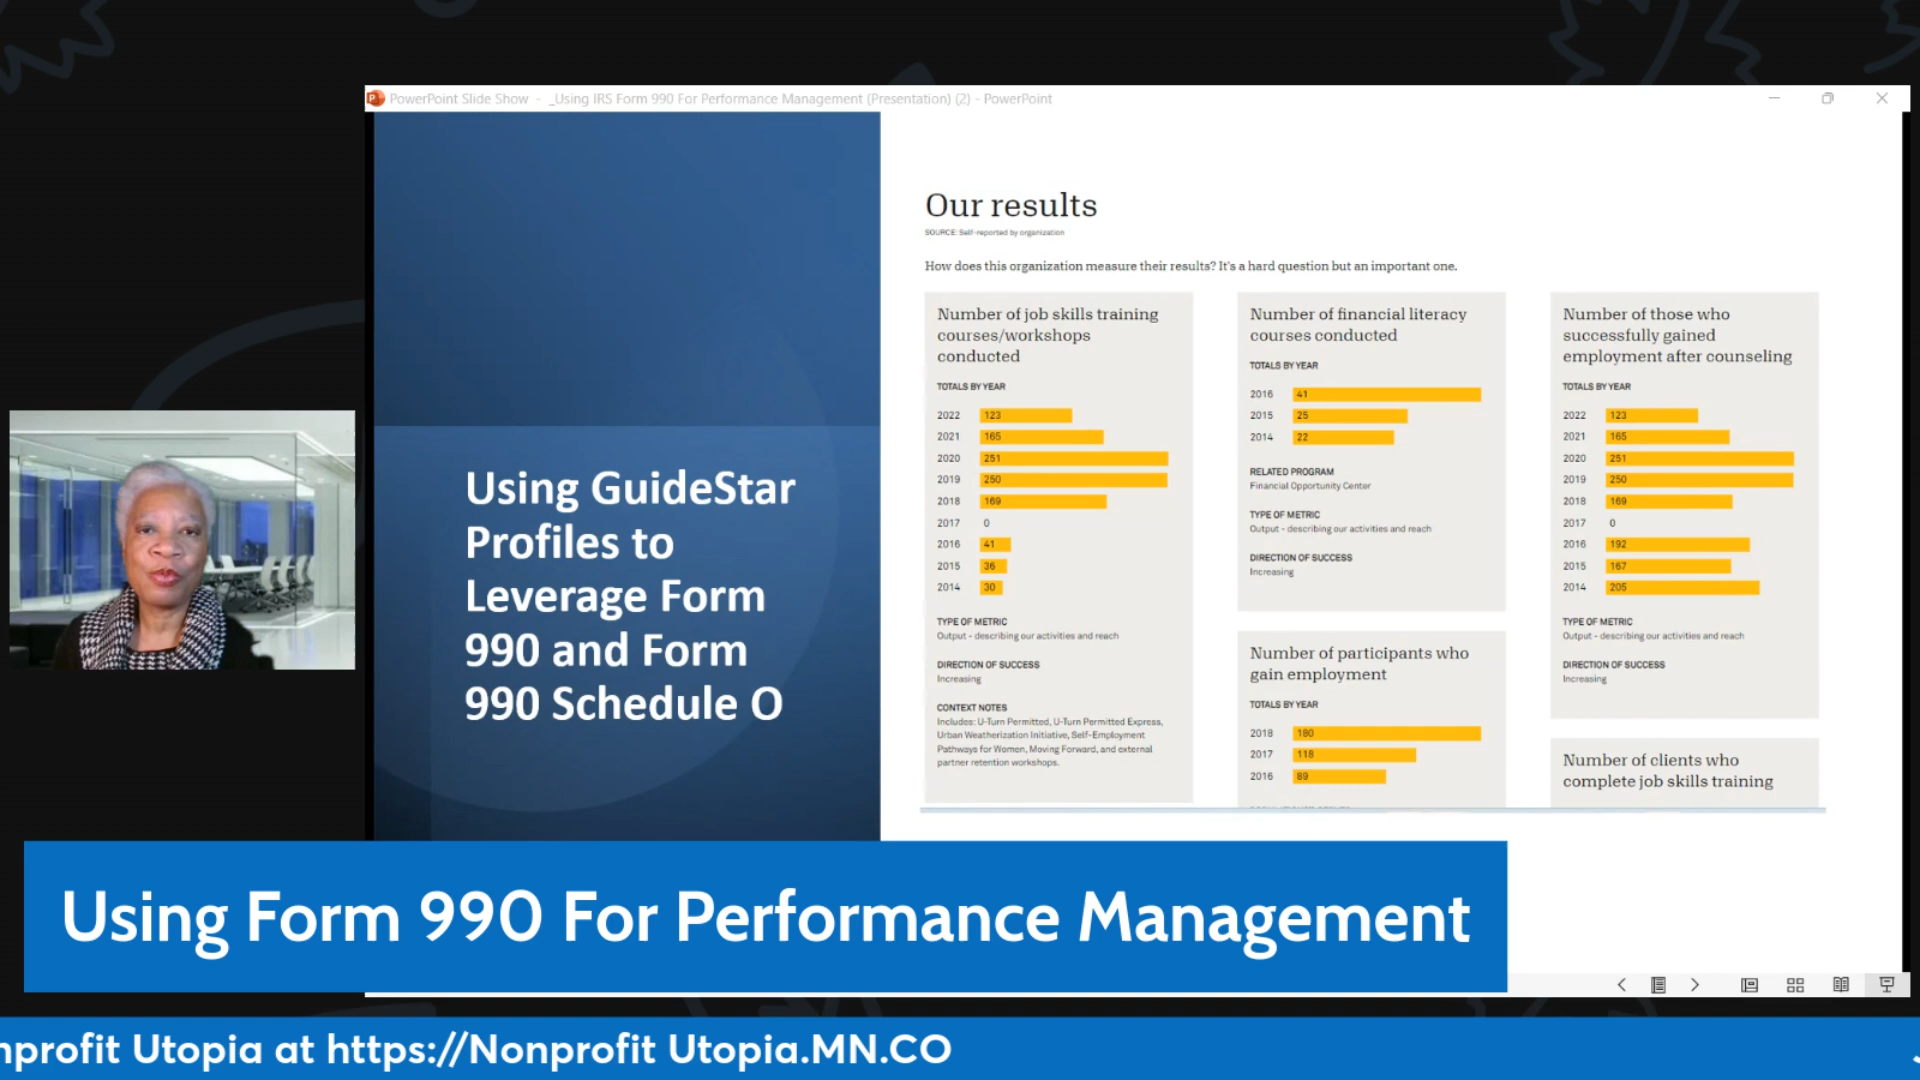 PowerPoint Slide Show - _Using IRS Form 990 For Performance Management (Presentation) (2) - PowerPoint
Using GuideStar
Profiles to
Leverage Form
990 and Form
990 Schedule O
Our results
SOURCE: Self-reported by organization
How does this organization measure their results? It's a hard question but an important one.
Number of job skills training
courses/workshops
conducted
TOTALS BY YEAR
2022 123
2021 165
2020 251
2019 250
2018 169
2017 0
2016 41
2015 36
2014 30
TYPE OF METRIC
Output - describing our activities and reach
DIRECTION OF SUCCESS
Increasing
CONTEXT NOTES
Includes: U-Turn Permitted, U-Turn Permitted Express,
Urban Weatherization Initiative, Self-Employment
Pathways for Women, Moving Forward, and external
partner retention workshops.
Number of financial literacy
courses conducted
TOTALS BY YEAR
2016 41
2015 25
2014 22
RELATED PROGRAM
Financial Opportunity Center
TYPE OF METRIC
Output - describing our activities and reach
DIRECTION OF SUCCESS
Increasing
Number of participants who
gain employment
TOTALS BY YEAR
2018 180
2017 118
2016 89
Number of those who
successfully gained
employment after counseling
TOTALS BY YEAR
2022 123
2021 165
2020 251
2019 250
2018 169
2017 0
2016 192
2015 167
2014 205
TYPE OF METRIC
Output - describing our activities and reach
DIRECTION OF SUCCESS
Increasing
Number of clients who
complete job skills training
Using Form 990 For Performance Management
nprofit Utopia at https://Nonprofit Utopia.MN.CO